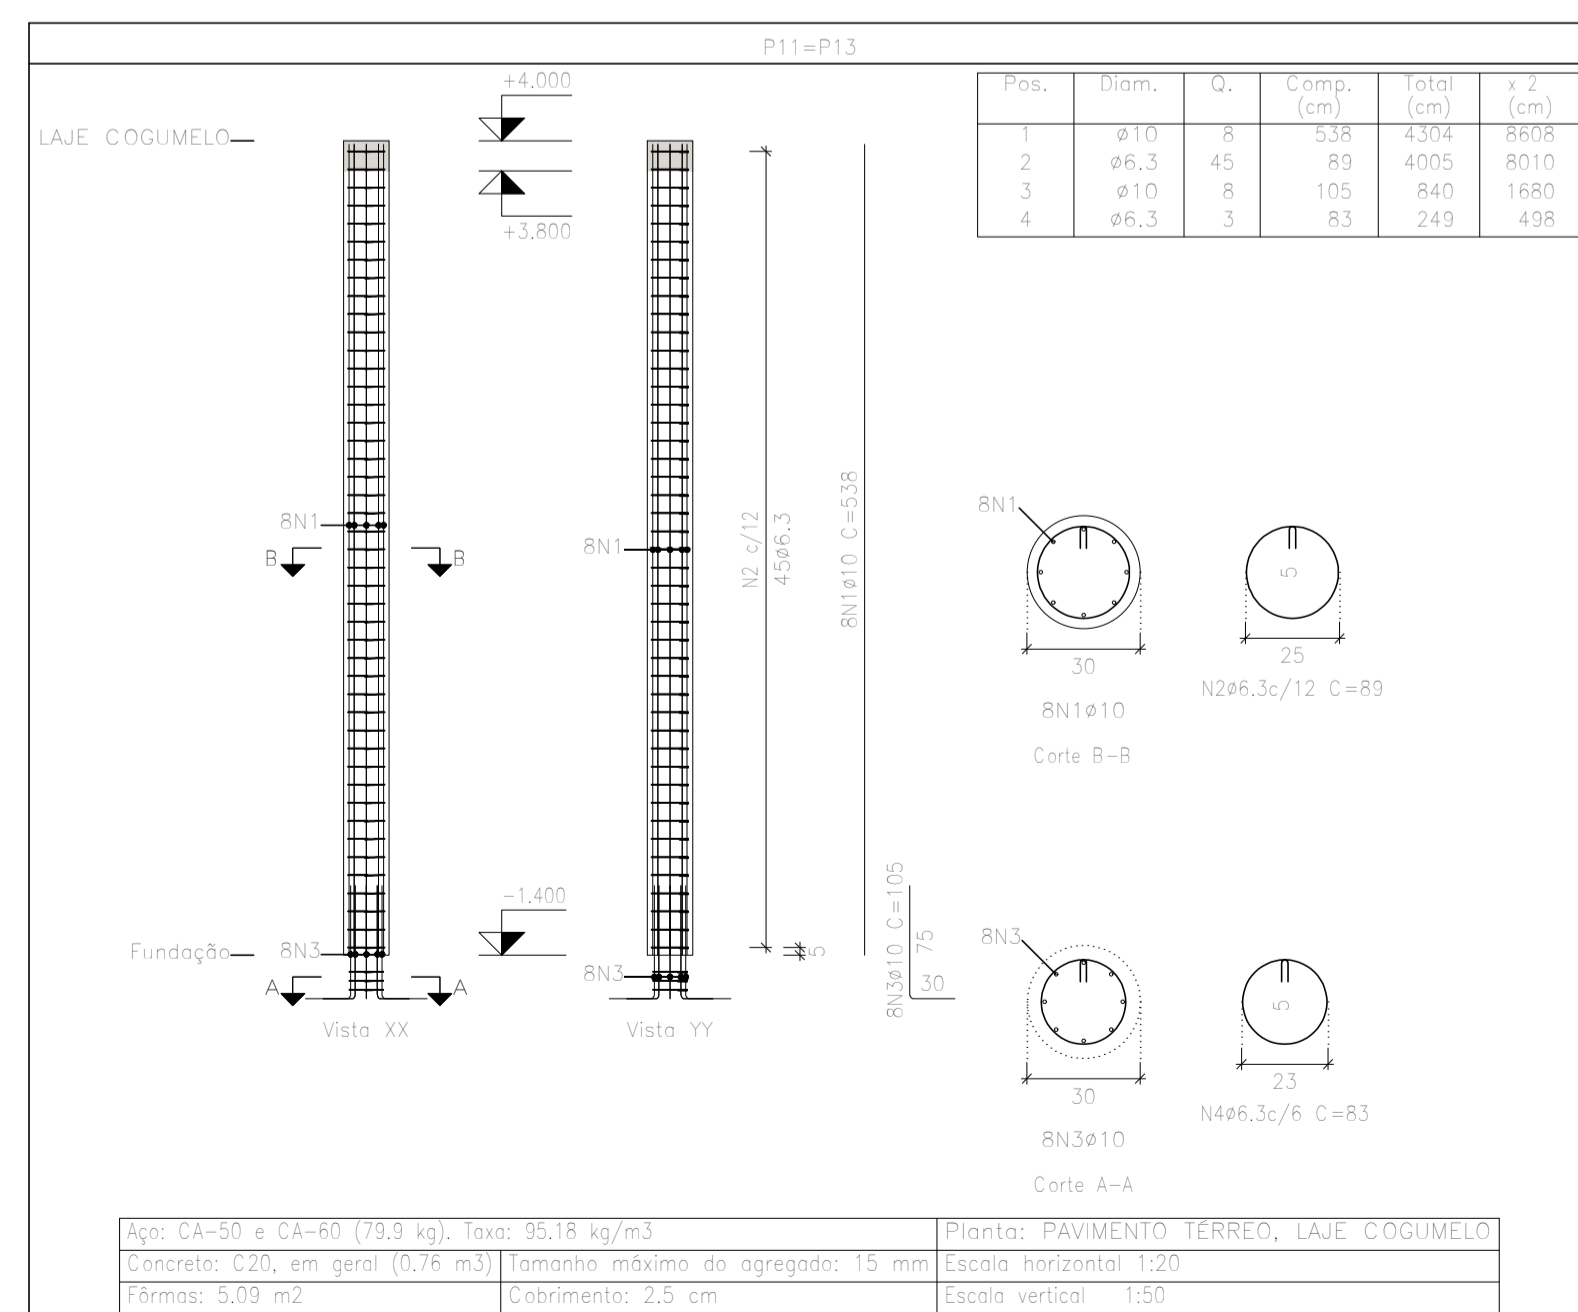 P11=P13
Pos. Diam. Q. Comp. (cm) Total (cm) x 2 (cm)
1 ø10 8 538 4304 8608
2 ø6.3 45 89 4005 8010
3 ø10 8 105 840 1680
4 ø6.3 3 83 249 498
LAJE COGUMELO
+4.000
+3.800
8N1
B B
8N1
N2 c/12
45ø6.3
8N1ø10 C=538
8N1
30
8N1ø10
Corte B-B
5
25
N2ø6.3c/12 C=89
-1.400
Fundação
8N3
A A
Vista XX
8N3
5
Vista YY
8N3ø10 C=105
75
30
8N3
30
8N3ø10
Corte A-A
5
23
N4ø6.3c/6 C=83
Aço: CA-50 e CA-60 (79.9 kg). Taxa: 95.18 kg/m3
Planta: PAVIMENTO TÉRREO, LAJE COGUMELO
Concreto: C20, em geral (0.76 m3)
Tamanho máximo do agregado: 15 mm
Escala horizontal 1:20
Fôrmas: 5.09 m2
Cobrimento: 2.5 cm
Escala vertical 1:50